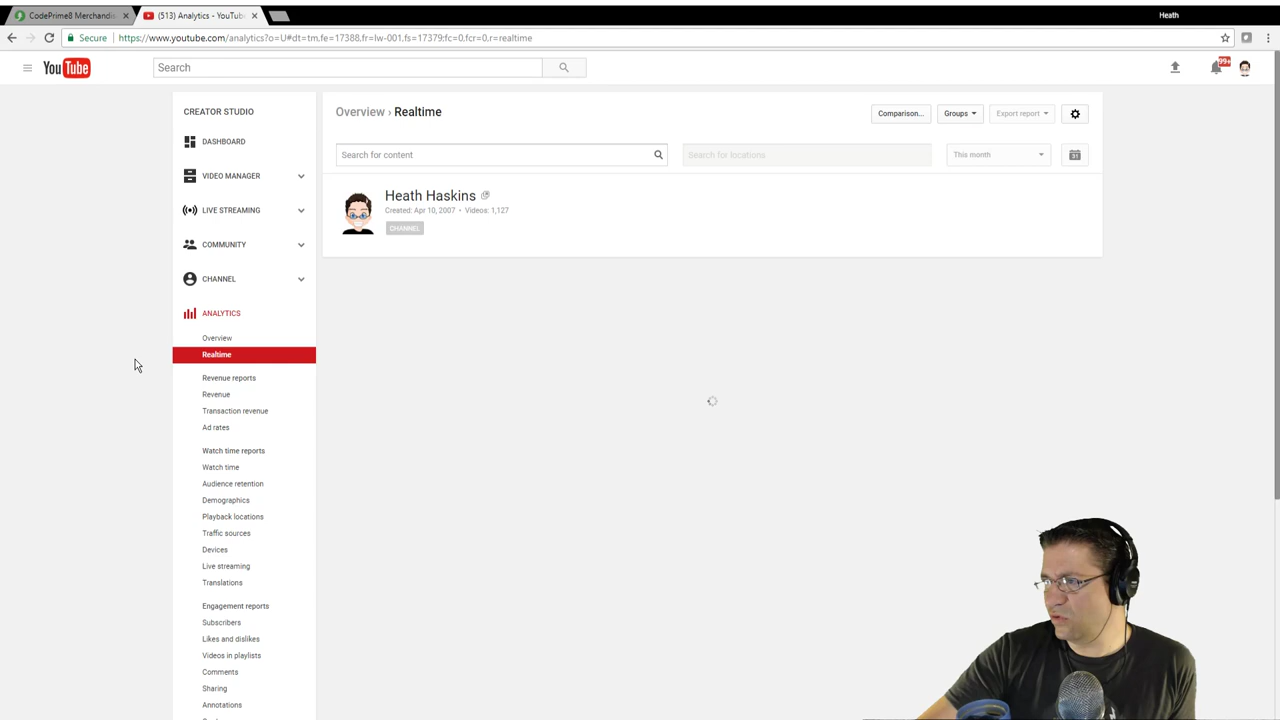 CodePrime8 Merchandis
(513) Analytics - YouTube
Heath
Secure
https://www.youtube.com/analytics?o=U#dt=tm,fe=17388,fr=lw-001,fs=17379;fc=0,fcr=0,r=realtime
YouTube
Search
99+
CREATOR STUDIO
DASHBOARD
VIDEO MANAGER
LIVE STREAMING
COMMUNITY
CHANNEL
ANALYTICS
Overview
Realtime
Revenue reports
Revenue
Transaction revenue
Ad rates
Watch time reports
Watch time
Audience retention
Demographics
Playback locations
Traffic sources
Devices
Live streaming
Translations
Engagement reports
Subscribers
Likes and dislikes
Videos in playlists
Comments
Sharing
Annotations
Overview › Realtime
Comparison...
Groups
Export report
Search for content
Search for locations
This month
31
Heath Haskins
Created: Apr 10, 2007 • Videos: 1,127
CHANNEL